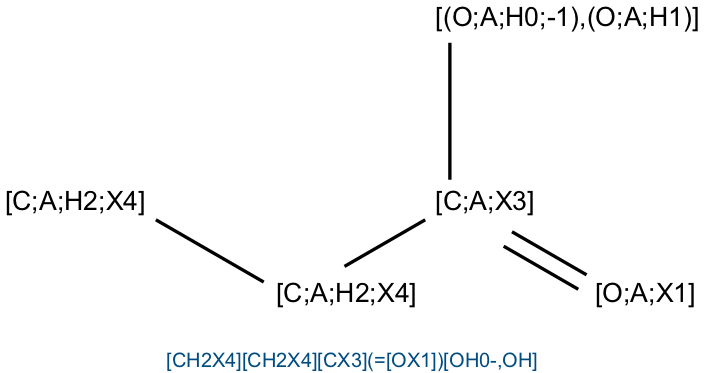 [(O;A;H0;-1),(O;A;H1)]
[C;A;H2;X4]
[C;A;X3]
[C;A;H2;X4]
[O;A;X1]
[CH2X4][CH2X4][CX3](=[OX1])[OH0-,OH]